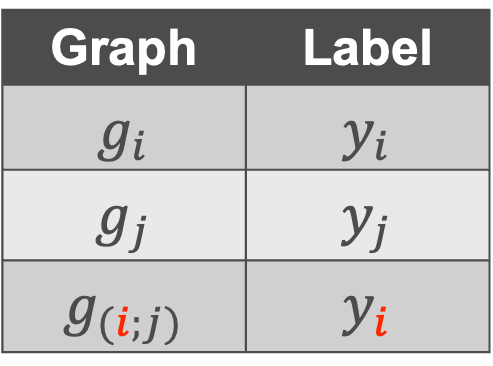 Graph Label
g_i y_i
g_j y_j
g_(i;j) y_i